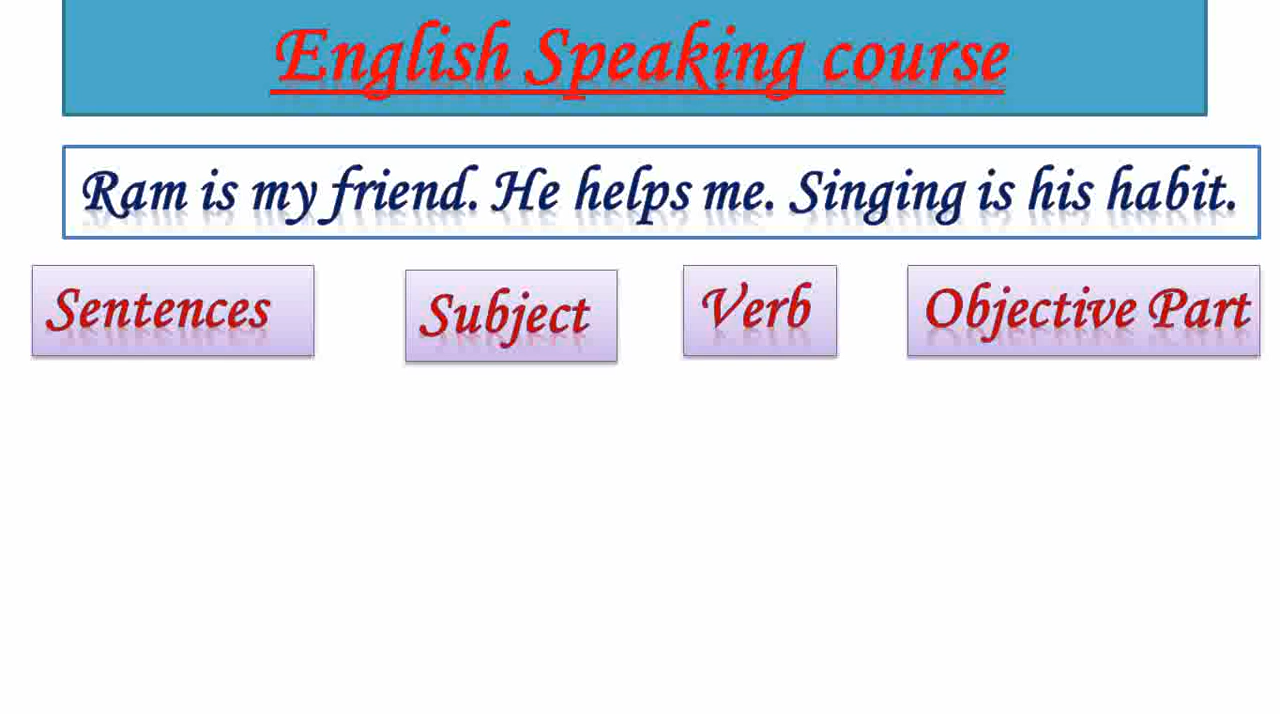 English Speaking course
Ram is my friend. He helps me. Singing is his habit.
Sentences Subject Verb Objective Part